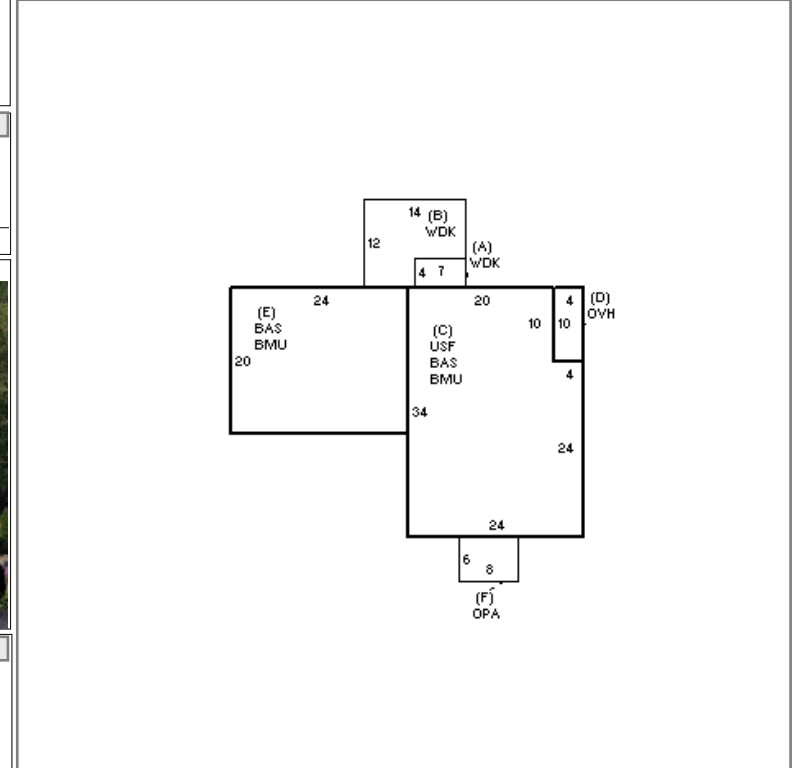 14 (B)
WDK
12
(A)
WDK
4 7
24
(E)
BAS
BMU
20
20
(C)
USF
BAS
BMU
10
4
10
(D)
OVH
4
34
24
24
6
8
(F)
OPA